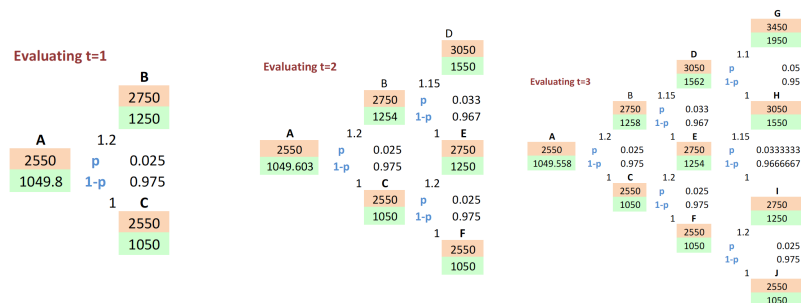 Evaluating t=1
B
2750
1250
A
1.2
2550
p 0.025
1049.8
1-p 0.975
1
C
2550
1050
Evaluating t=2
D
3050
1550
B
1.15
2750
p 0.033
1254
1-p 0.967
A
1.2
1
E
2550
p 0.025
2750
1049.603
1-p 0.975
1250
1
C
1.2
2550
p 0.025
1050
1-p 0.975
1
F
2550
1050
Evaluating t=3
G
3450
1950
D
1.1
3050
p 0.05
1562
1-p 0.95
B
1.15
1
H
2750
p 0.033
3050
1258
1-p 0.967
1550
A
1.2
1
E
1.15
2550
p 0.025
2750
p 0.0333333
1049.558
1-p 0.975
1254
1-p 0.9666667
1
C
1.2
1
I
2550
p 0.025
2750
1050
1-p 0.975
1250
1
F
1.2
2550
p 0.025
1050
1-p 0.975
1
J
2550
1050